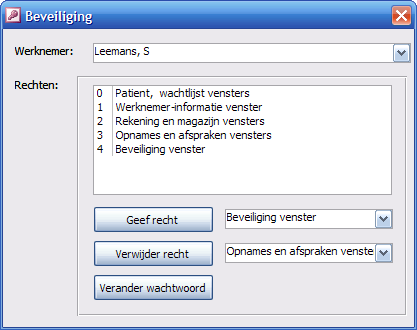 Beveiliging
Werknemer: Leemans, S
Rechten:
0 Patient, wachtlijst vensters
1 Werknemer-informatie venster
2 Rekening en magazijn vensters
3 Opnames en afspraken vensters
4 Beveiliging venster
Geef recht Beveiliging venster
Verwijder recht Opnames en afspraken venste
Verander wachtwoord